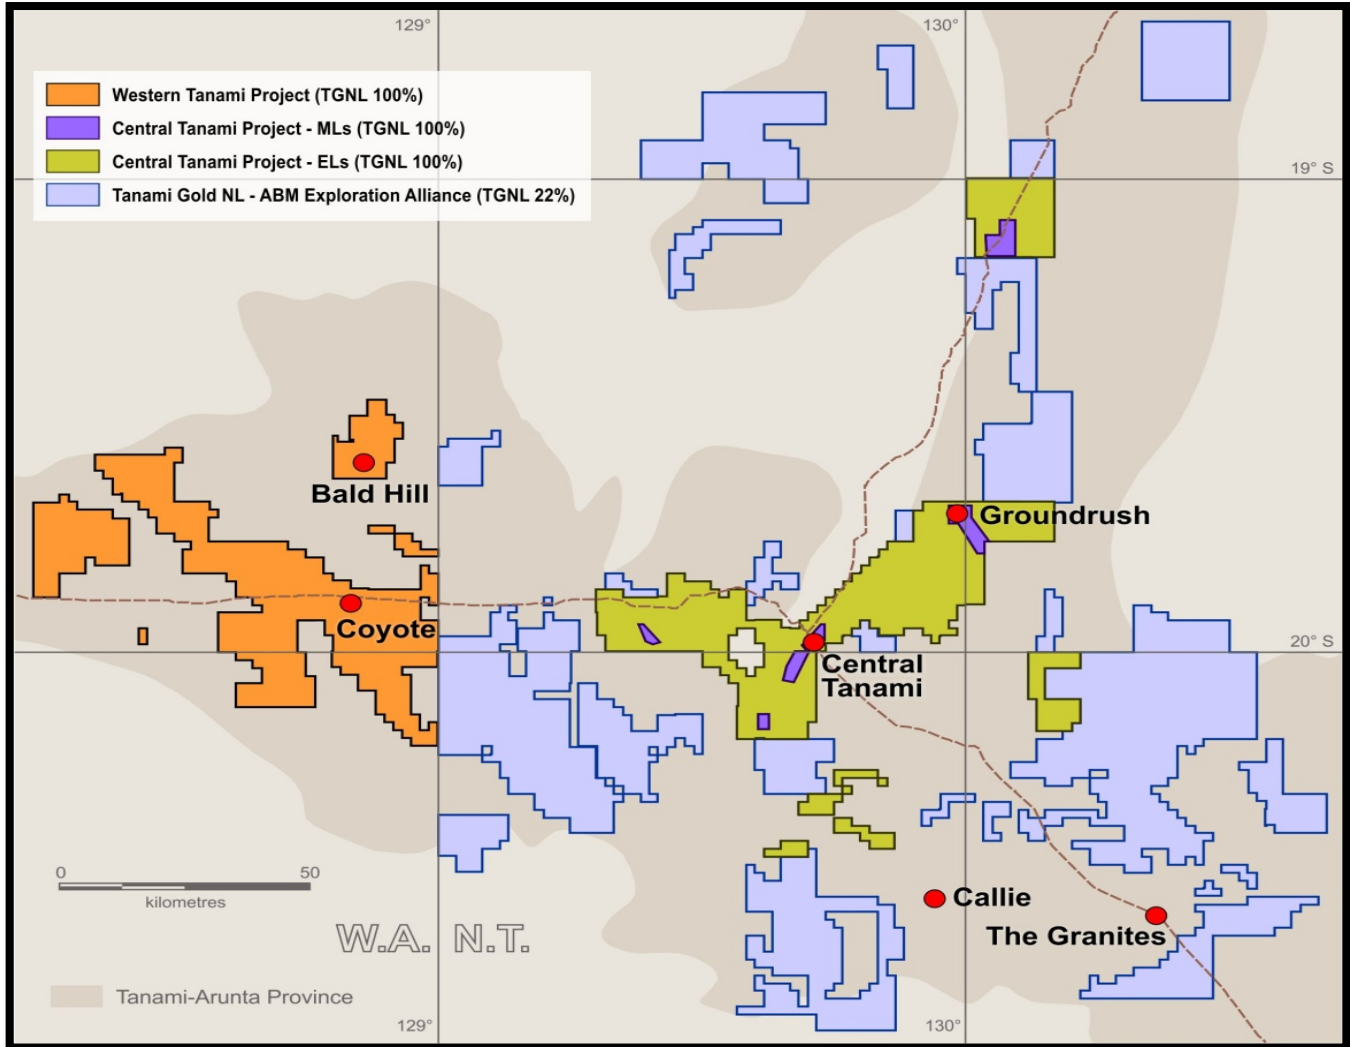 129°
130°
Western Tanami Project (TGNL 100%)
Central Tanami Project - MLs (TGNL 100%)
Central Tanami Project - ELs (TGNL 100%)
Tanami Gold NL - ABM Exploration Alliance (TGNL 22%)
19° S
Bald Hill
Groundrush
Coyote
20° S
Central
Tanami
0
50
kilometres
Callie
W.A.
N.T.
The Granites
Tanami-Arunta Province
129°
130°